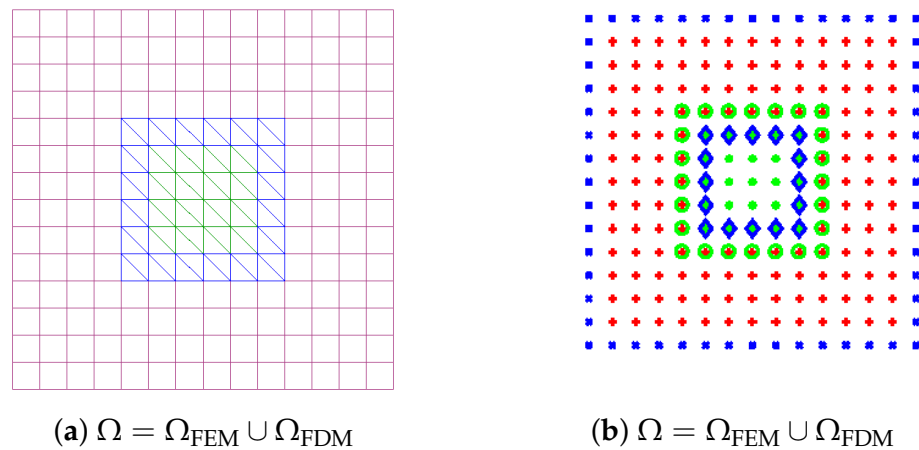 (a) Ω = Ω_FEM ∪ Ω_FDM
(b) Ω = Ω_FEM ∪ Ω_FDM